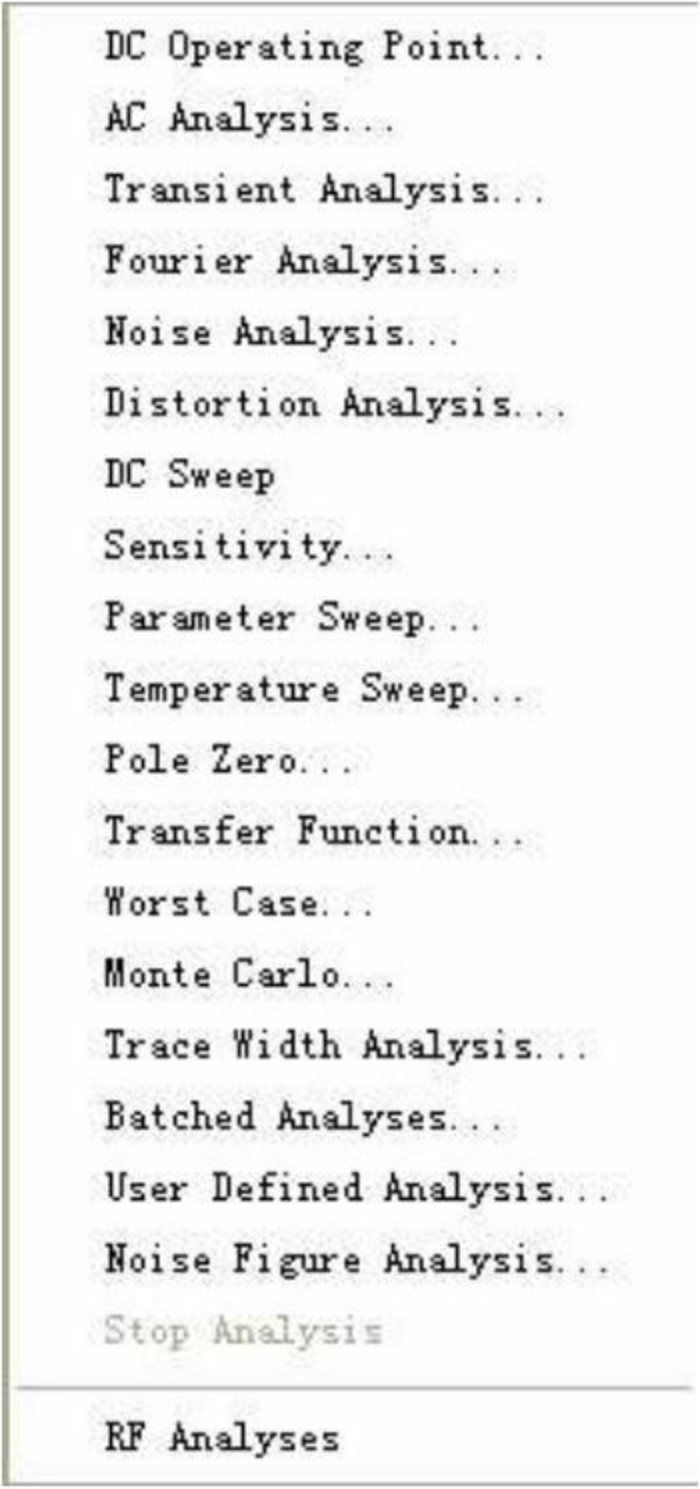 DC Operating Point...
AC Analysis...
Transient Analysis...
Fourier Analysis...
Noise Analysis...
Distortion Analysis...
DC Sweep
Sensitivity...
Parameter Sweep...
Temperature Sweep...
Pole Zero...
Transfer Function...
Worst Case...
Monte Carlo...
Trace Width Analysis...
Batched Analyses...
User Defined Analysis...
Noise Figure Analysis...
Stop Analysis
RF Analyses